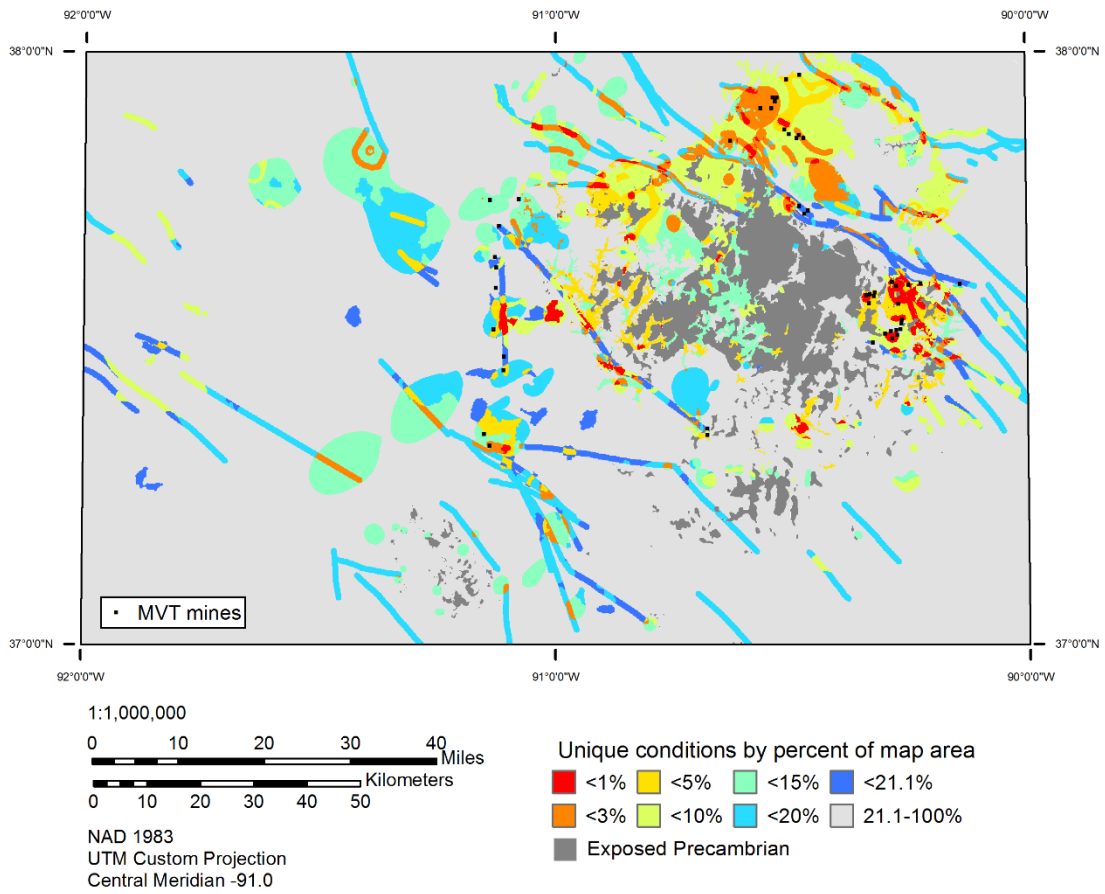 92°0'0"W 91°0'0"W 90°0'0"W
38°0'0"N 38°0'0"N
MVT mines
37°0'0"N 37°0'0"N
92°0'0"W 91°0'0"W 90°0'0"W
1:1,000,000
0 10 20 30 40 Miles
Kilometers
0 10 20 30 40 50
NAD 1983
UTM Custom Projection
Central Meridian -91.0
Unique conditions by percent of map area
<1% <5% <15% <21.1%
<3% <10% <20% 21.1-100%
Exposed Precambrian